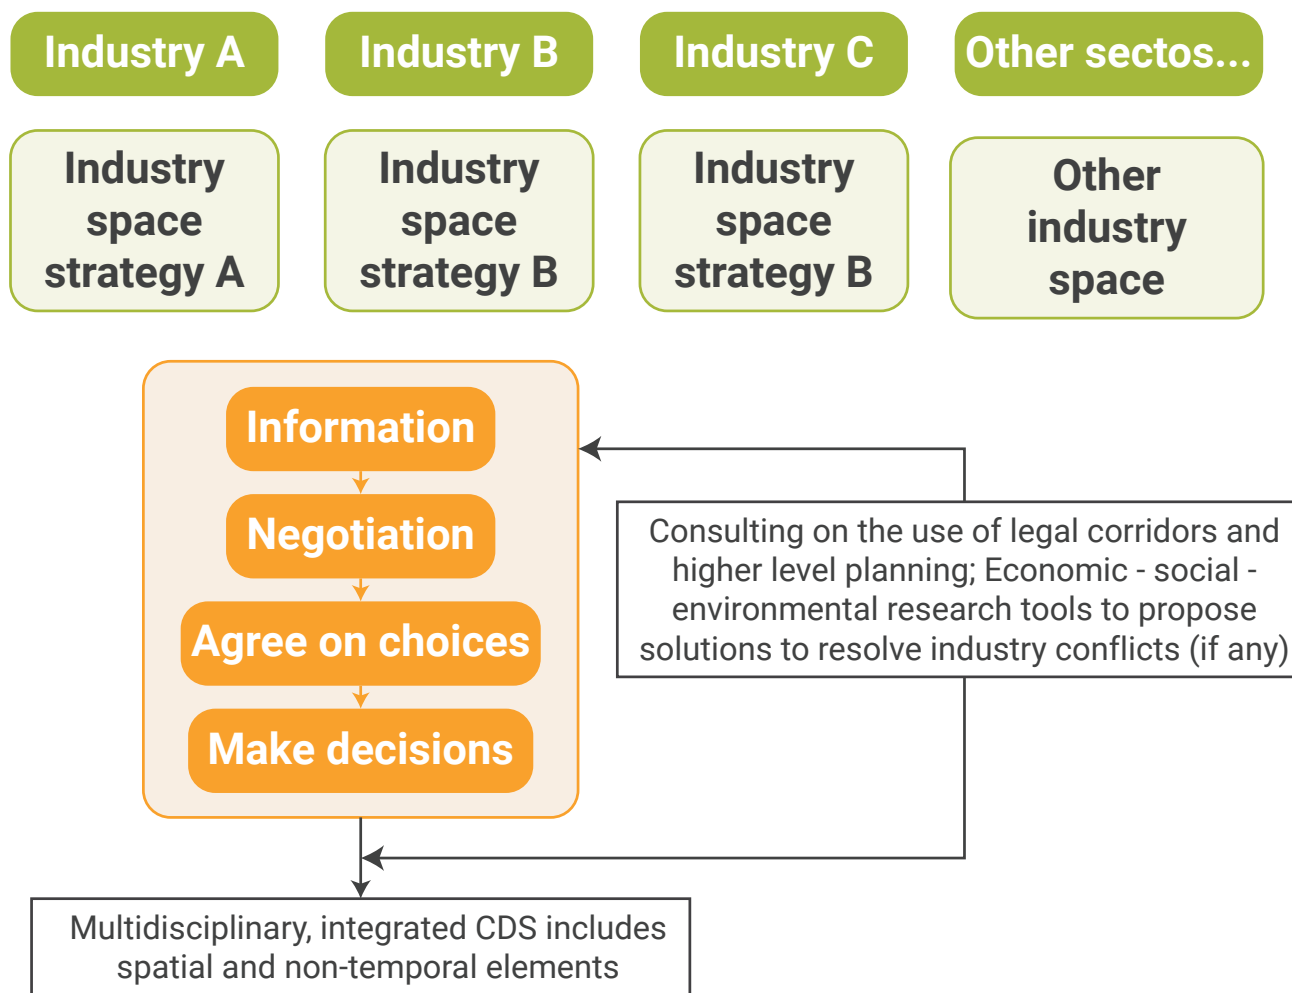 Industry A
Industry B
Industry C
Other sectos...
Industry
space
strategy A
Industry
space
strategy B
Industry
space
strategy B
Other
industry
space
Information
Negotiation
Agree on choices
Make decisions
Consulting on the use of legal corridors and
higher level planning; Economic - social -
environmental research tools to propose
solutions to resolve industry conflicts (if any)
Multidisciplinary, integrated CDS includes
spatial and non-temporal elements